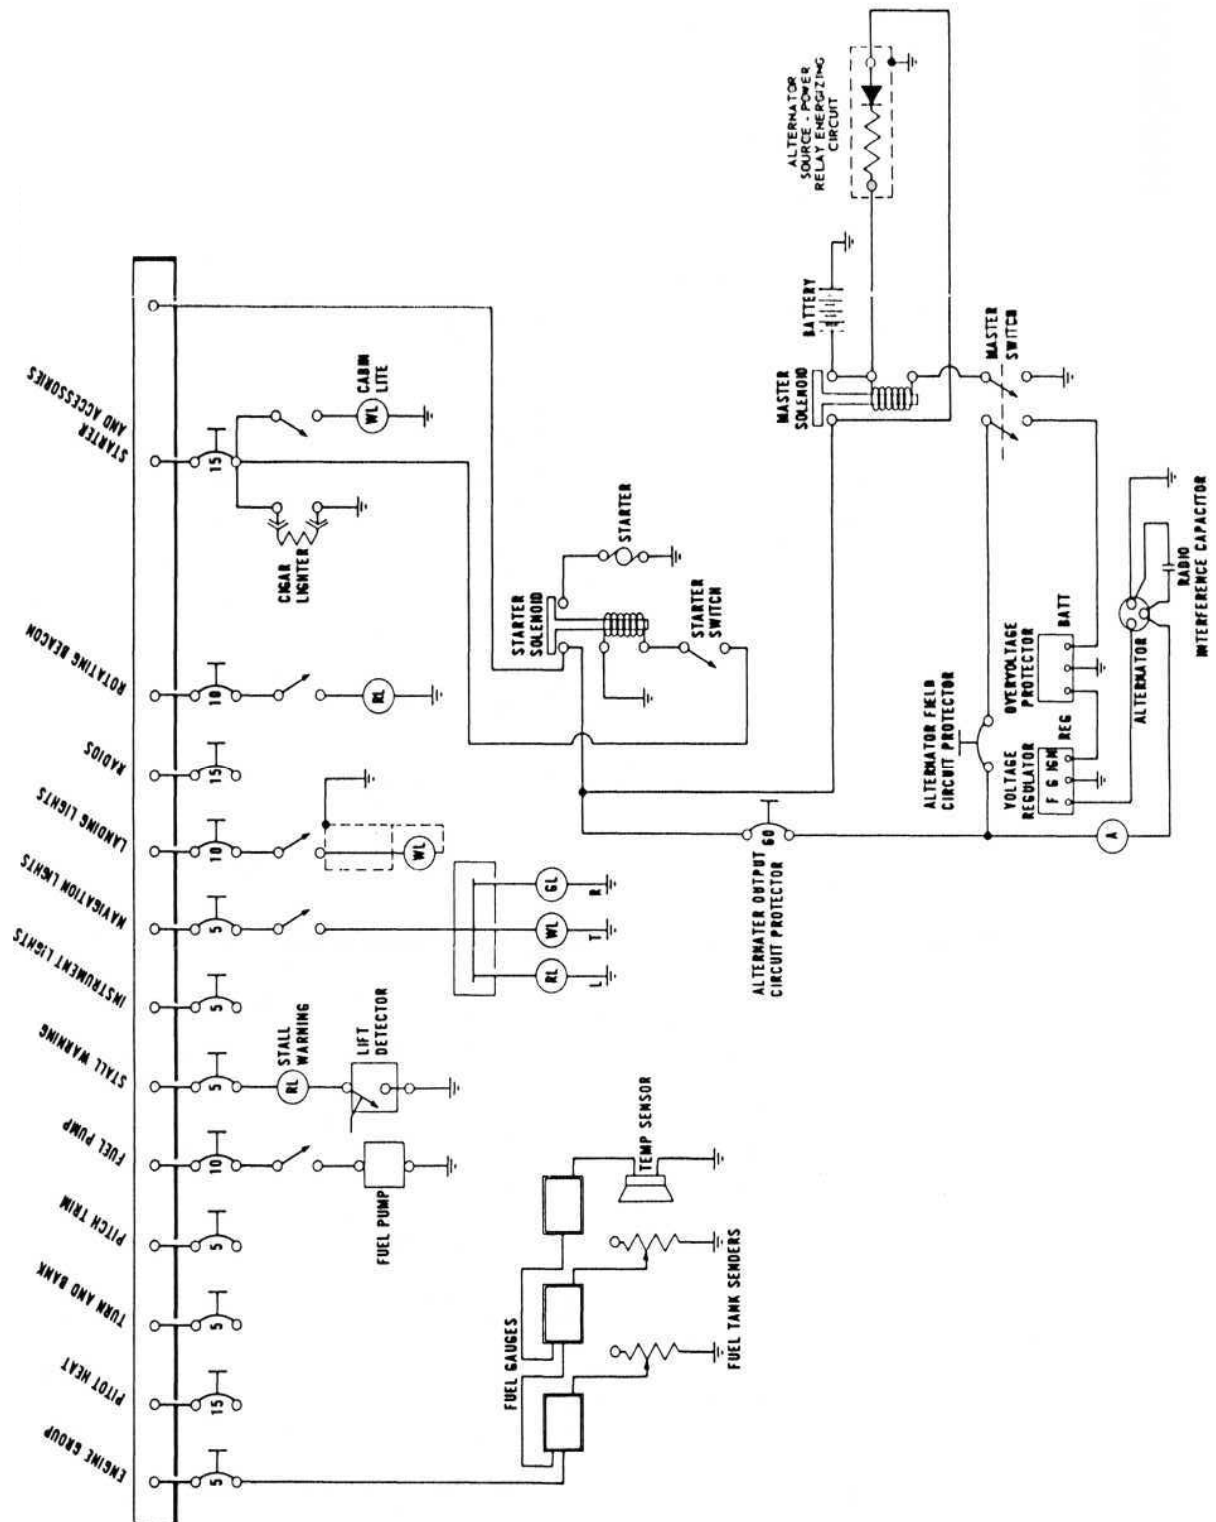 ALTERNATOR
SOURCE - POWER
RELAY ENERGIZING
CIRCUIT
STARTER
AND ACCESSORIES
15
CABIN
LITE
WL
CIGAR
LIGHTER
BATTERY
MASTER
SOLENOID
MASTER
SWITCH
STARTER
SOLENOID
STARTER
STARTER
SWITCH
ROTATING BEACON
10
RL
RADIOS
15
LANDING LIGHTS
10
WL
NAVIGATION LIGHTS
5
GL
R
WL
T
RL
L
INSTRUMENT LIGHTS
5
STALL WARNING
5
RL
STALL
WARNING
LIFT
DETECTOR
FUEL PUMP
10
FUEL PUMP
PITCH TRIM
5
TURN AND BANK
5
PITOT HEAT
15
ENGINE GROUP
5
FUEL GAUGES
TEMP SENSOR
FUEL TANK SENDERS
ALTERNATER OUTPUT
CIRCUIT PROTECTOR
60
ALTERNATOR FIELD
CIRCUIT PROTECTOR
VOLTAGE
REGULATOR
F G IGN
REG
OVERVOLTAGE
PROTECTOR
BATT
ALTERNATOR
A
RADIO
INTERFERENCE CAPACITOR